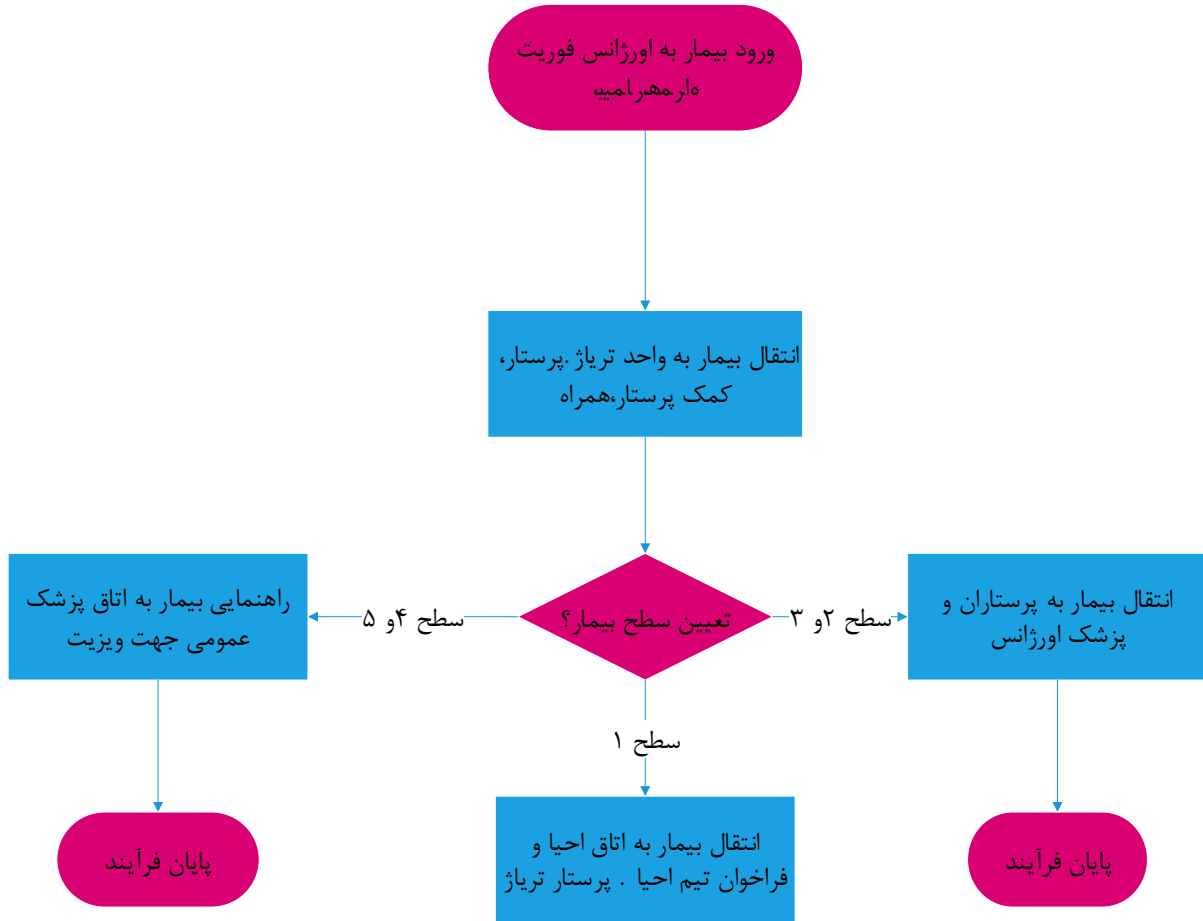 ورود بیمار به اورژانس فوریت
انتقال بیمار به واحد تریاژ .پرستار،
کمک پرستار،همراه
تعیین سطح بیمار؟
سطح ۲و ۳
انتقال بیمار به پرستاران و
پزشک اورژانس
سطح ۴و ۵
راهنمایی بیمار به اتاق پزشک
عمومی جهت ویزیت
سطح ۱
انتقال بیمار به اتاق احیا و
فراخوان تیم احیا . پرستار تریاژ
پایان فرآیند
پایان فرآیند